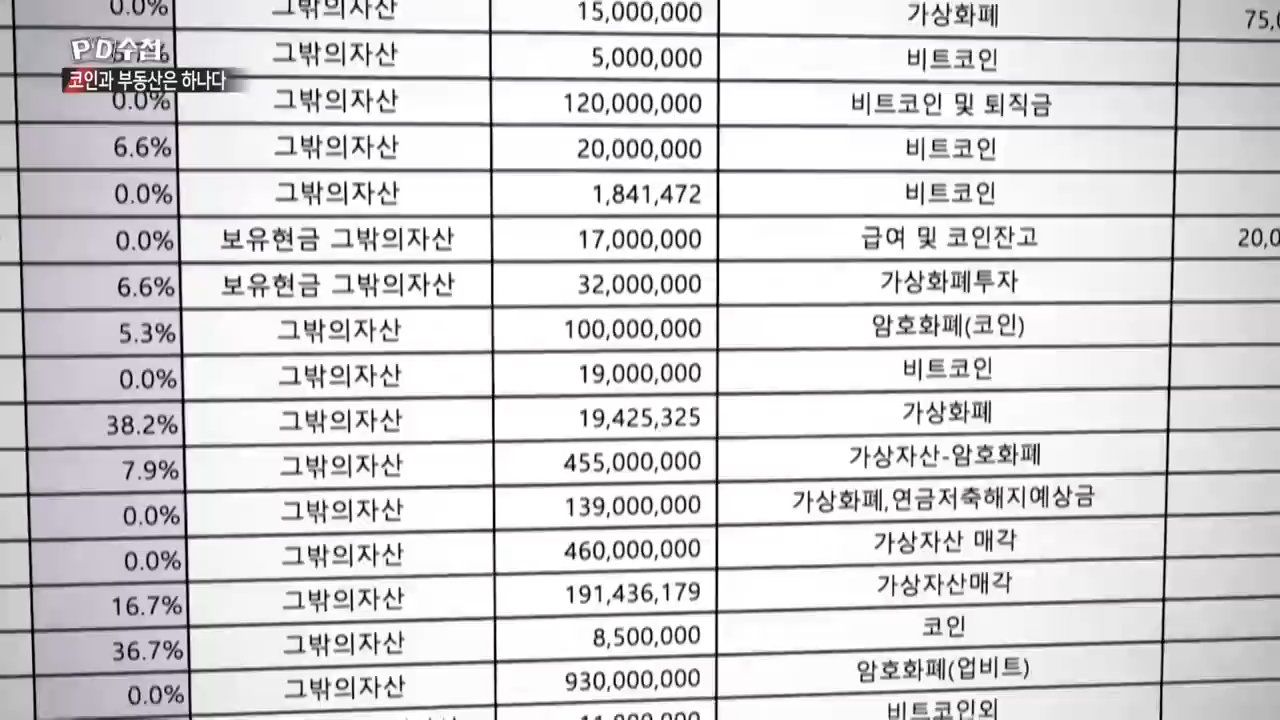 0.0% 그밖의자산 15,000,000 가상화폐 75,
PD수첩
그밖의자산 5,000,000 비트코인
코인과 부동산은 하나다
0.0% 그밖의자산 120,000,000 비트코인 및 퇴직금
6.6% 그밖의자산 20,000,000 비트코인
0.0% 그밖의자산 1,841,472 비트코인
0.0% 보유현금 그밖의자산 17,000,000 급여 및 코인잔고 20,0
6.6% 보유현금 그밖의자산 32,000,000 가상화폐투자
5.3% 그밖의자산 100,000,000 암호화폐(코인)
0.0% 그밖의자산 19,000,000 비트코인
38.2% 그밖의자산 19,425,325 가상화폐
7.9% 그밖의자산 455,000,000 가상자산-암호화폐
0.0% 그밖의자산 139,000,000 가상화폐,연금저축해지예상금
0.0% 그밖의자산 460,000,000 가상자산 매각
16.7% 그밖의자산 191,436,179 가상자산매각
36.7% 그밖의자산 8,500,000 코인
0.0% 그밖의자산 930,000,000 암호화폐(업비트)
비트코인외